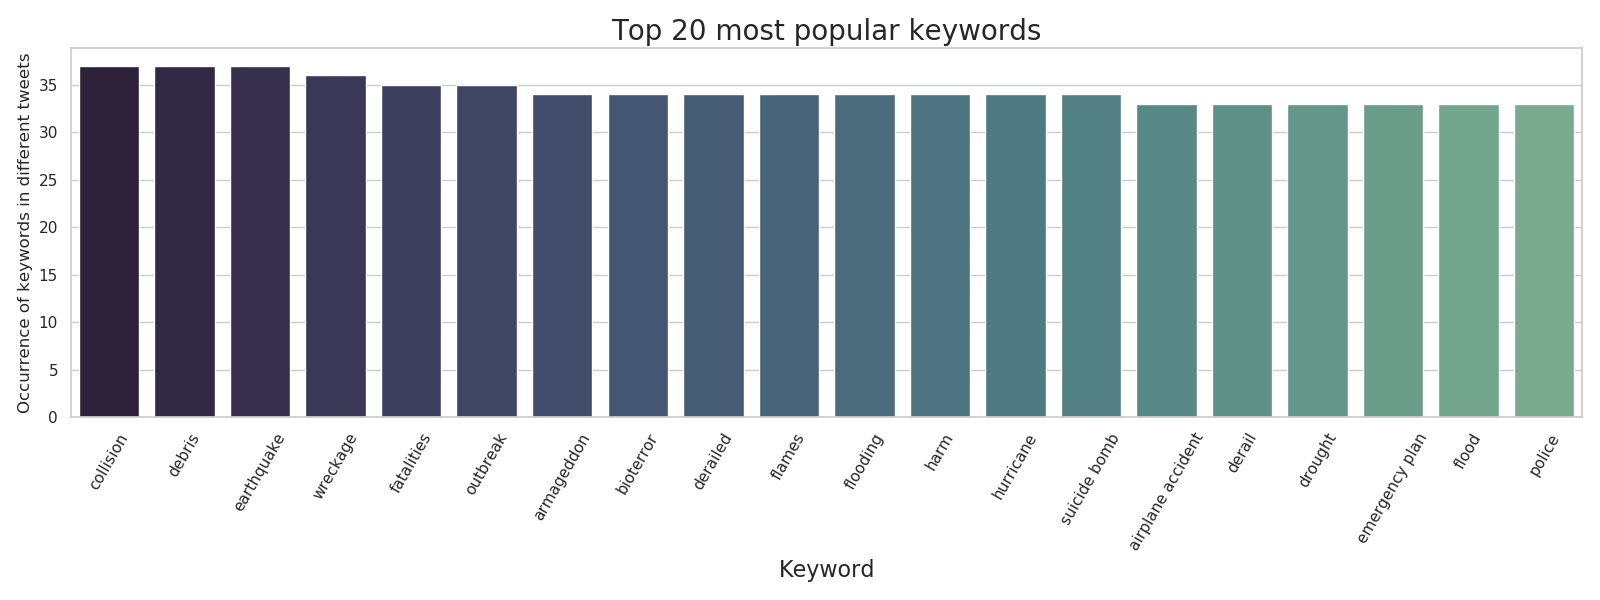 Top 20 most popular keywords
Occurrence of keywords in different tweets
35
30
25
20
15
10
5
0
collision
debris
earthquake
wreckage
fatalities
outbreak
armageddon
bioterror
derailed
flames
flooding
harm
hurricane
suicide bomb
airplane accident
derail
drought
emergency plan
flood
police
Keyword